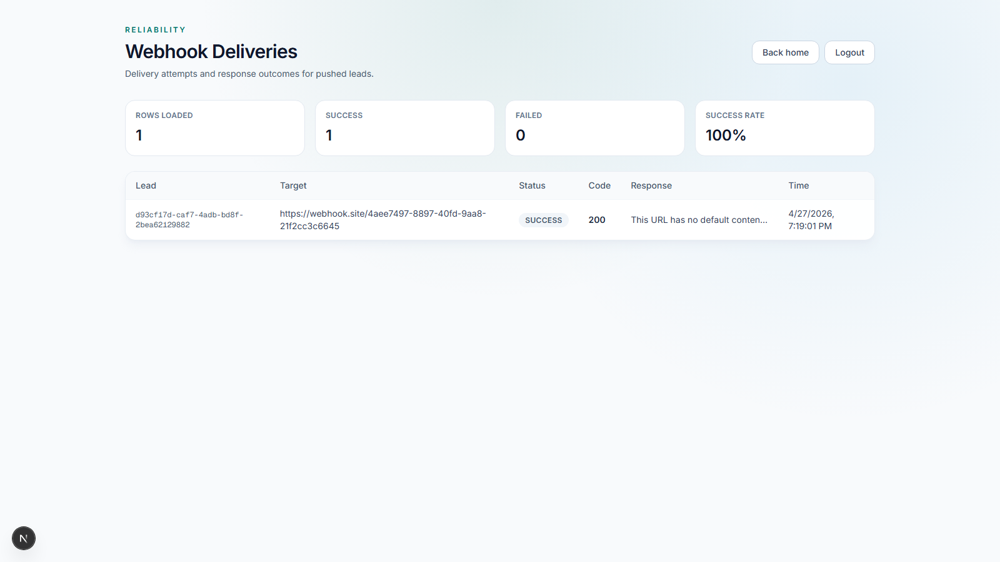 RELIABILITY
Webhook Deliveries
Delivery attempts and response outcomes for pushed leads.
Back home
Logout
ROWS LOADED
1
SUCCESS
1
FAILED
0
SUCCESS RATE
100%
Lead Target Status Code Response Time
d93cf17d-caf7-4adb-bd8f-
2bea62129882
https://webhook.site/4aee7497-8897-40fd-9aa8-
21f2cc3c6645
SUCCESS
200
This URL has no default conten...
4/27/2026,
7:19:01 PM
N